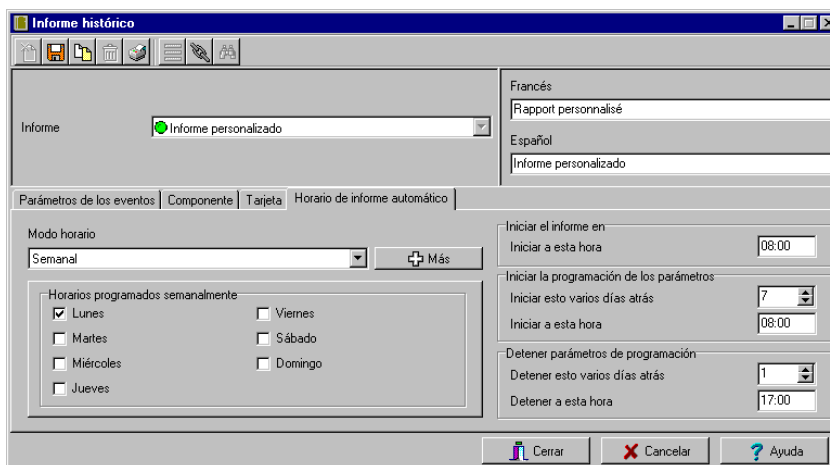 Informe histórico
Francés
Rapport personnalisé
Informe
Informe personalizado
Español
Informe personalizado
Parámetros de los eventos Componente Tarjeta Horario de informe automático
Modo horario
Semanal Más
Horarios programados semanalmente
Lunes Viernes
Martes Sábado
Miércoles Domingo
Jueves
Iniciar el informe en
Iniciar a esta hora 08:00
Iniciar la programación de los parámetros
Iniciar esto varios días atrás 7
Iniciar a esta hora 08:00
Detener parámetros de programación
Detener esto varios días atrás 1
Detener a esta hora 17:00
Cerrar Cancelar Ayuda